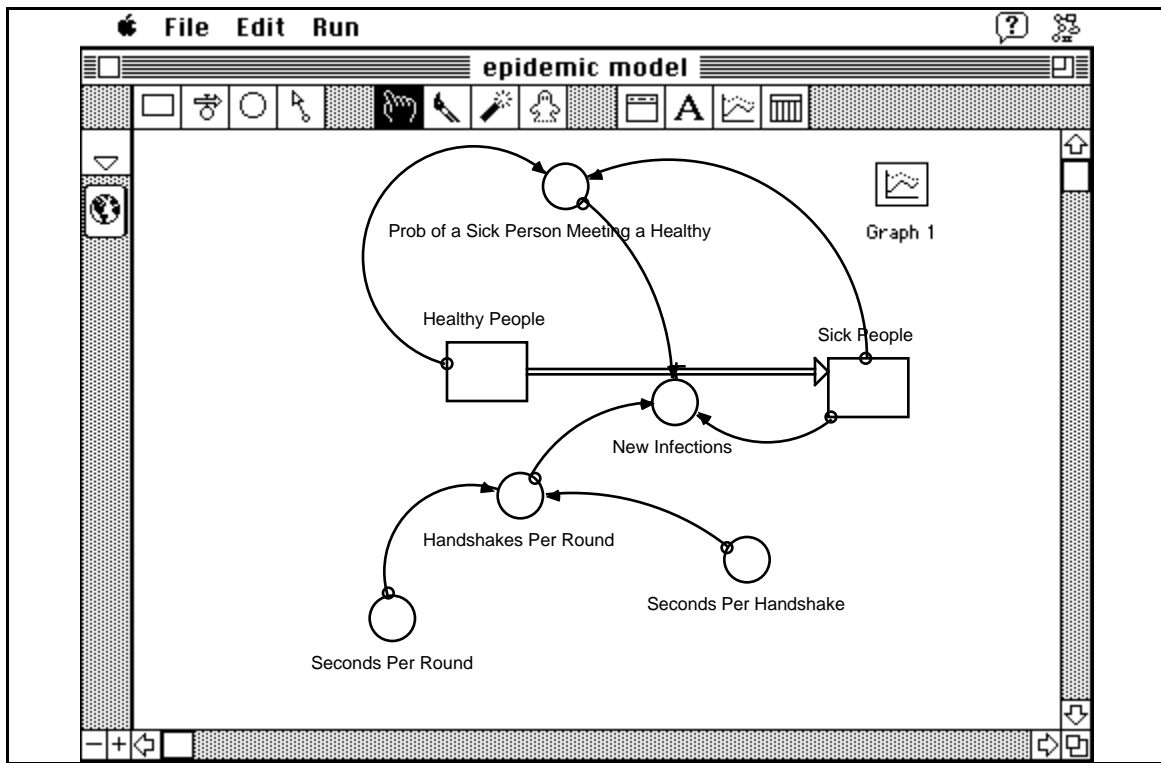 File Edit Run
?
epidemic model
A
Prob of a Sick Person Meeting a Healthy
Graph 1
Healthy People
Sick People
New Infections
Handshakes Per Round
Seconds Per Handshake
Seconds Per Round
− +